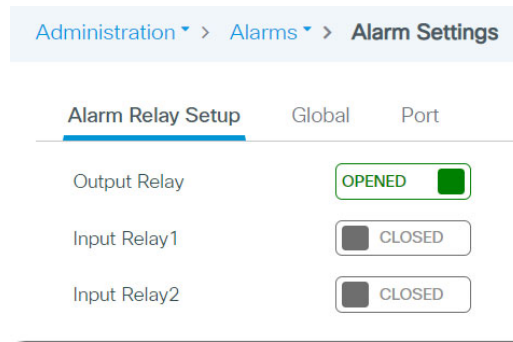 Administration > Alarms > Alarm Settings
Alarm Relay Setup Global Port
Output Relay OPENED
Input Relay1 CLOSED
Input Relay2 CLOSED